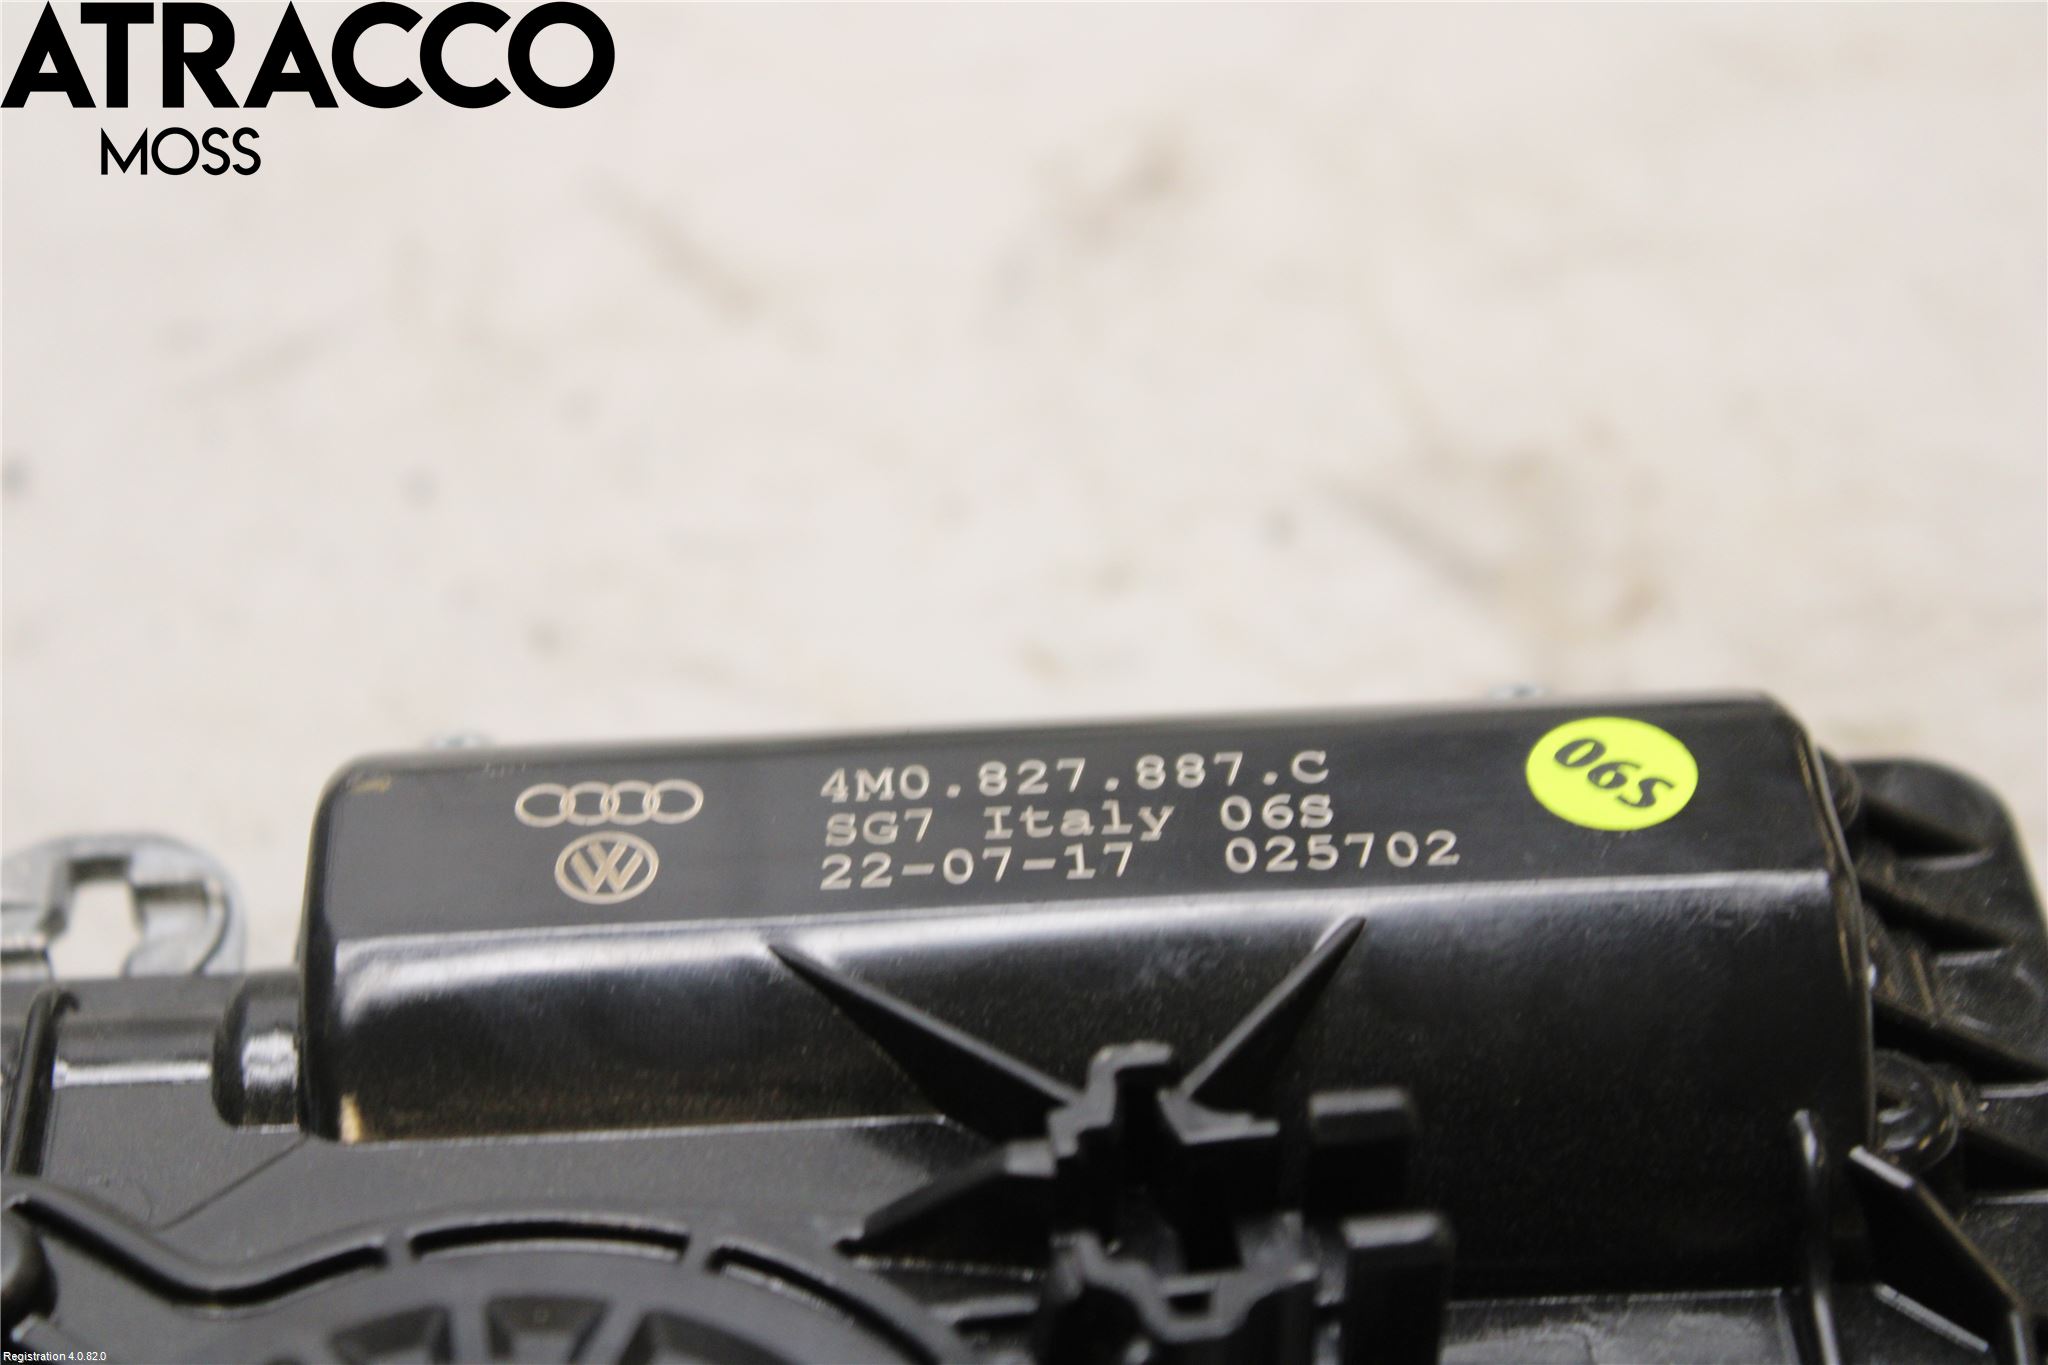 ATRACCO
MOSS
4M0.827.887.C
SG7 Italy 06S
22-07-17 025702
06S
Registration 4.0.82.0